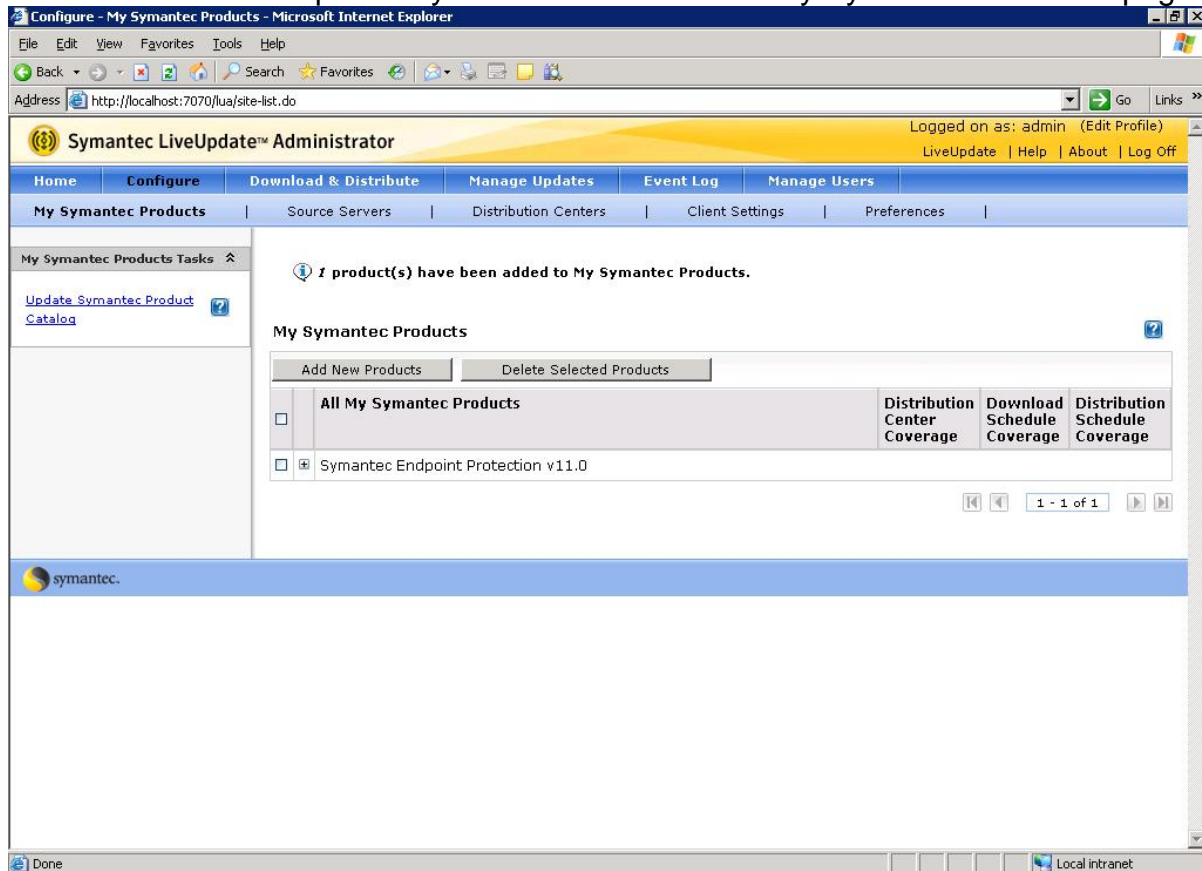 Configure - My Symantec Products - Microsoft Internet Explorer
File Edit View Favorites Tools Help
Back Search Favorites
Address http://localhost:7070/lua/site-list.do Go Links »
Symantec LiveUpdate™ Administrator
Logged on as: admin (Edit Profile)
LiveUpdate | Help | About | Log Off
Home Configure Download & Distribute Manage Updates Event Log Manage Users
My Symantec Products | Source Servers | Distribution Centers | Client Settings | Preferences |
My Symantec Products Tasks
Update Symantec Product
Catalog
1 product(s) have been added to My Symantec Products.
My Symantec Products
Add New Products Delete Selected Products
All My Symantec Products
Distribution Center Coverage
Download Schedule Coverage
Distribution Schedule Coverage
Symantec Endpoint Protection v11.0
1 - 1 of 1
symantec.
Done Local intranet